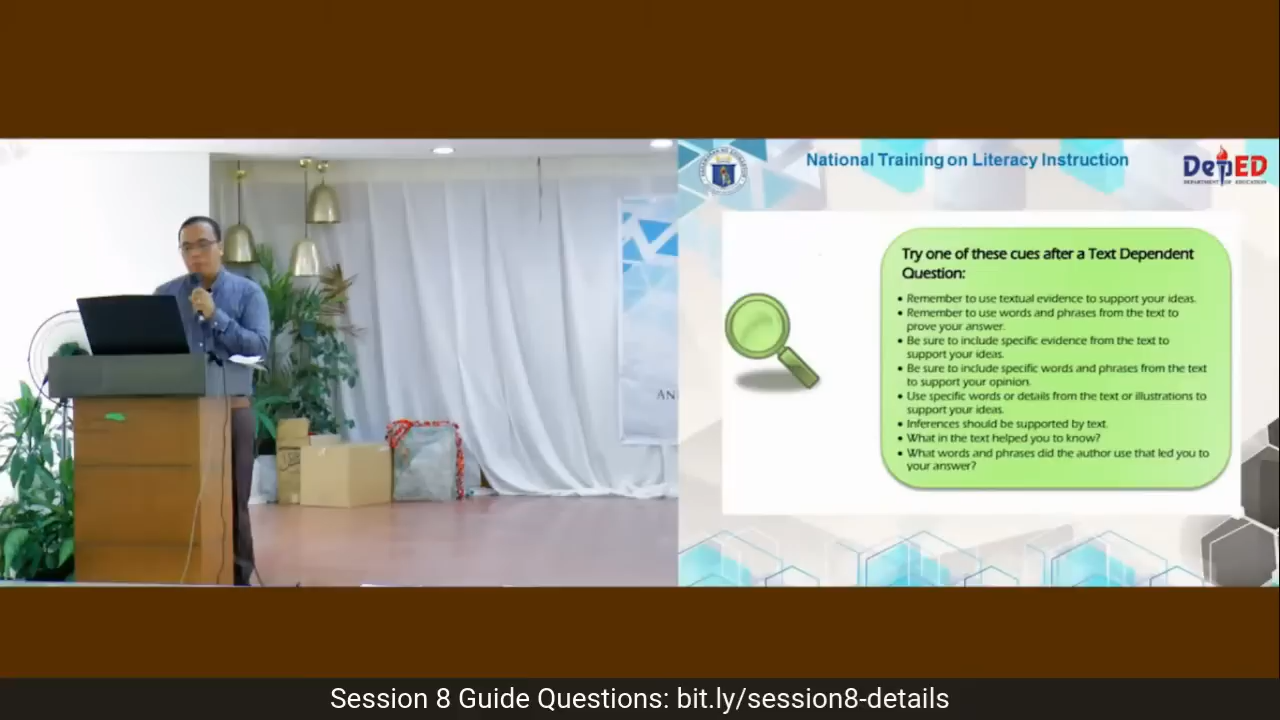 National Training on Literacy Instruction
DepED
DEPARTMENT OF EDUCATION
Try one of these cues after a Text Dependent
Question:
• Remember to use textual evidence to support your ideas.
• Remember to use words and phrases from the text to
prove your answer.
• Be sure to include specific evidence from the text to
support your ideas.
• Be sure to include specific words and phrases from the text
to support your opinion.
• Use specific words or details from the text or illustrations to
support your ideas.
• Inferences should be supported by text.
• What in the text helped you to know?
• What words and phrases did the author use that led you to
your answer?
Session 8 Guide Questions: bit.ly/session8-details